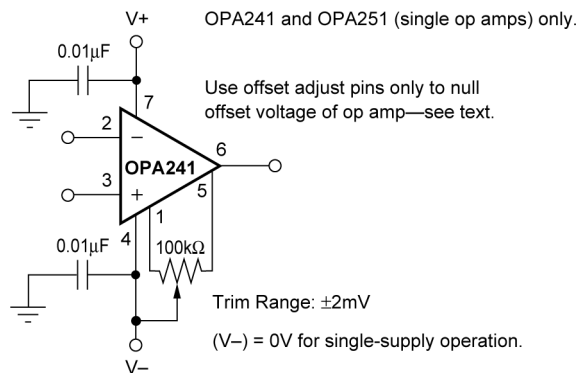 V+
OPA241 and OPA251 (single op amps) only.
0.01µF
7
Use offset adjust pins only to null
offset voltage of op amp—see text.
2
−
6
OPA241
3
+
5
1
4
0.01µF
100kΩ
Trim Range: ±2mV
(V–) = 0V for single-supply operation.
V–